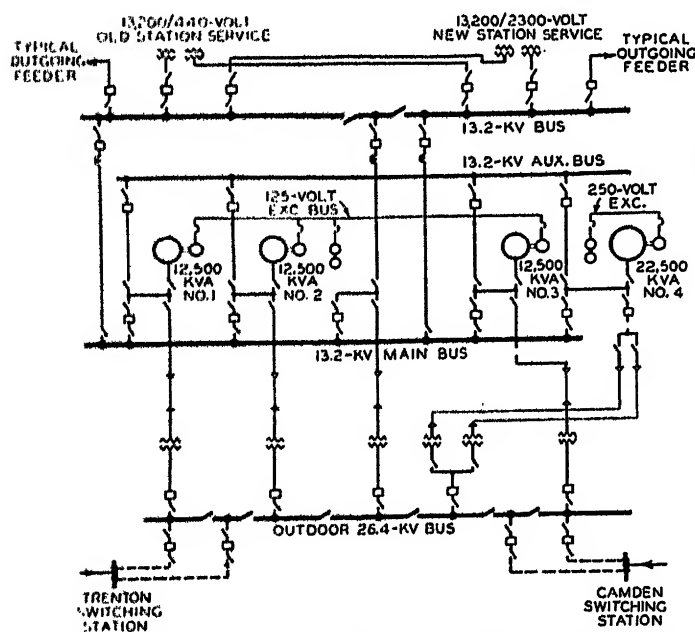 13,200/440-VOLT
OLD STATION SERVICE
13,200/2300-VOLT
NEW STATION SERVICE
TYPICAL
OUTGOING
FEEDER
TYPICAL
OUTGOING
FEEDER
13.2-KV BUS
13.2-KV AUX. BUS
125-VOLT
EXC. BUS
250-VOLT
EXC.
12,500
KVA
NO.1
12,500
KVA
NO. 2
12,500
KVA
NO.3
22,500
KVA
NO. 4
13.2-KV MAIN BUS
OUTDOOR 26.4-KV BUS
TRENTON
SWITCHING
STATION
CAMDEN
SWITCHING
STATION